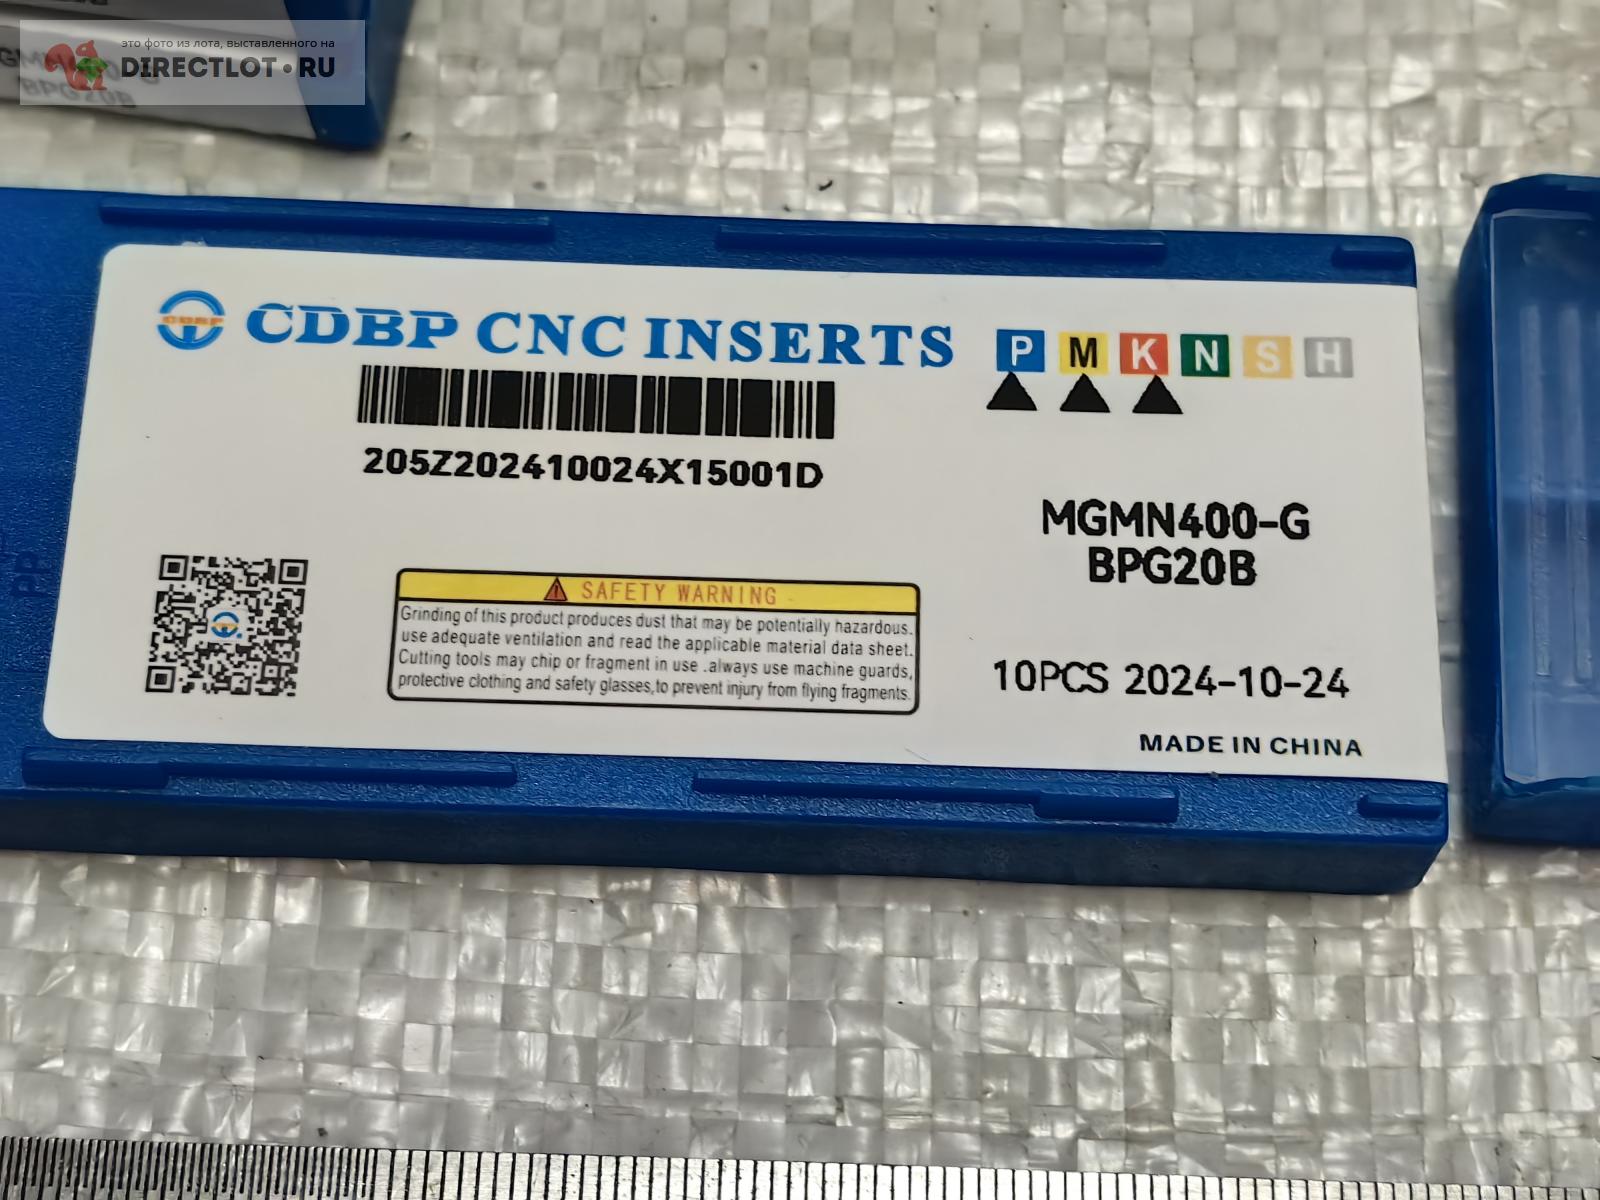 это фото из лота, выставленного на
DIRECTLOT•RU
BPG20B
CDBP
CDBP CNC INSERTS
P M K N S H
205Z202410024X15001D
MGMN400-G
BPG20B
SAFETY WARNING
Grinding of this product produces dust that may be potentially hazardous.
use adequate ventilation and read the applicable material data sheet.
Cutting tools may chip or fragment in use .always use machine guards,
protective clothing and safety glasses,to prevent injury from flying fragments.
10PCS 2024-10-24
MADE IN CHINA
PP